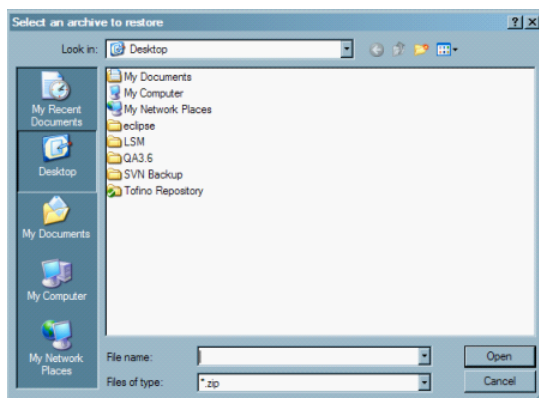 Select an archive to restore
Look in:
Desktop
My Recent
Documents
Desktop
My Documents
My Computer
My Network
Places
My Documents
My Computer
My Network Places
eclipse
LSM
QA3.6
SVN Backup
Tofino Repository
File name:
Open
Files of type:
*.zip
Cancel